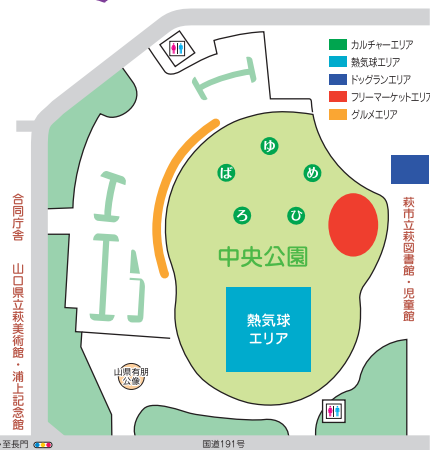 カルチャーエリア
熱気球エリア
ドッグランエリア
フリーマーケットエリア
グルメエリア
ゆ
ば
め
ろ
ひ
中央公園
熱気球
エリア
萩市立萩図書館・児童館
合同庁舎 山口県立萩美術館・浦上記念館
山県有朋
公像
至長門
国道191号